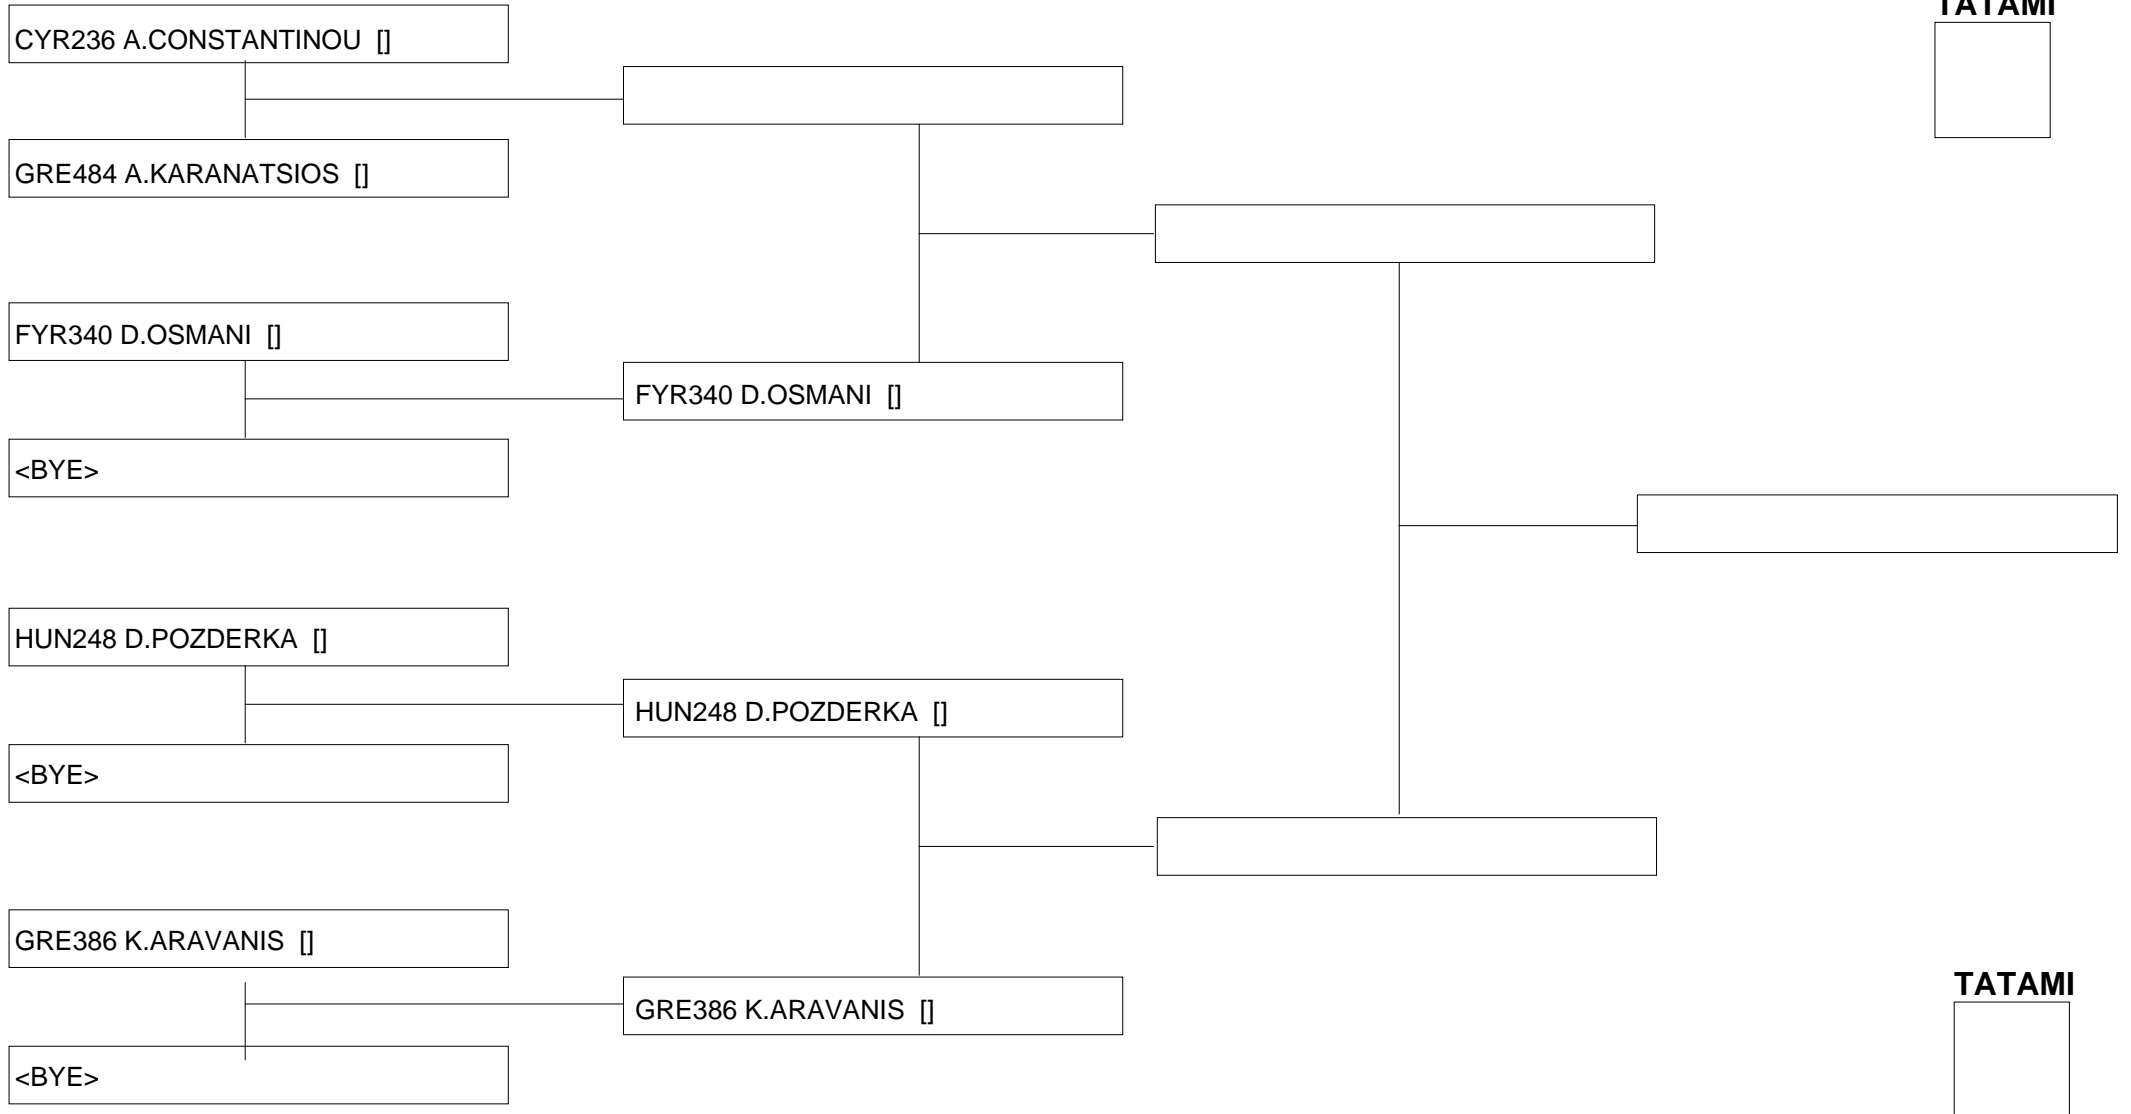 TATAMI
CYR236 A.CONSTANTINOU []
GRE484 A.KARANATSIOS []
FYR340 D.OSMANI []
FYR340 D.OSMANI []
<BYE>
HUN248 D.POZDERKA []
HUN248 D.POZDERKA []
<BYE>
GRE386 K.ARAVANIS []
TATAMI
GRE386 K.ARAVANIS []
<BYE>